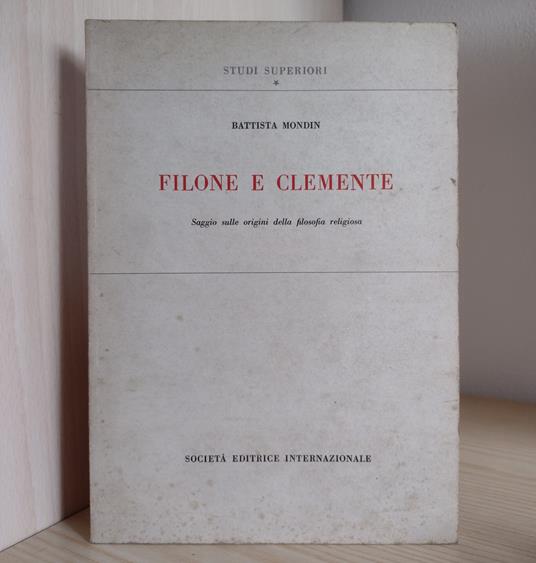 STUDI SUPERIORI
*
BATTISTA MONDIN
FILONE E CLEMENTE
Saggio sulle origini della filosofia religiosa
SOCIETÀ EDITRICE INTERNAZIONALE